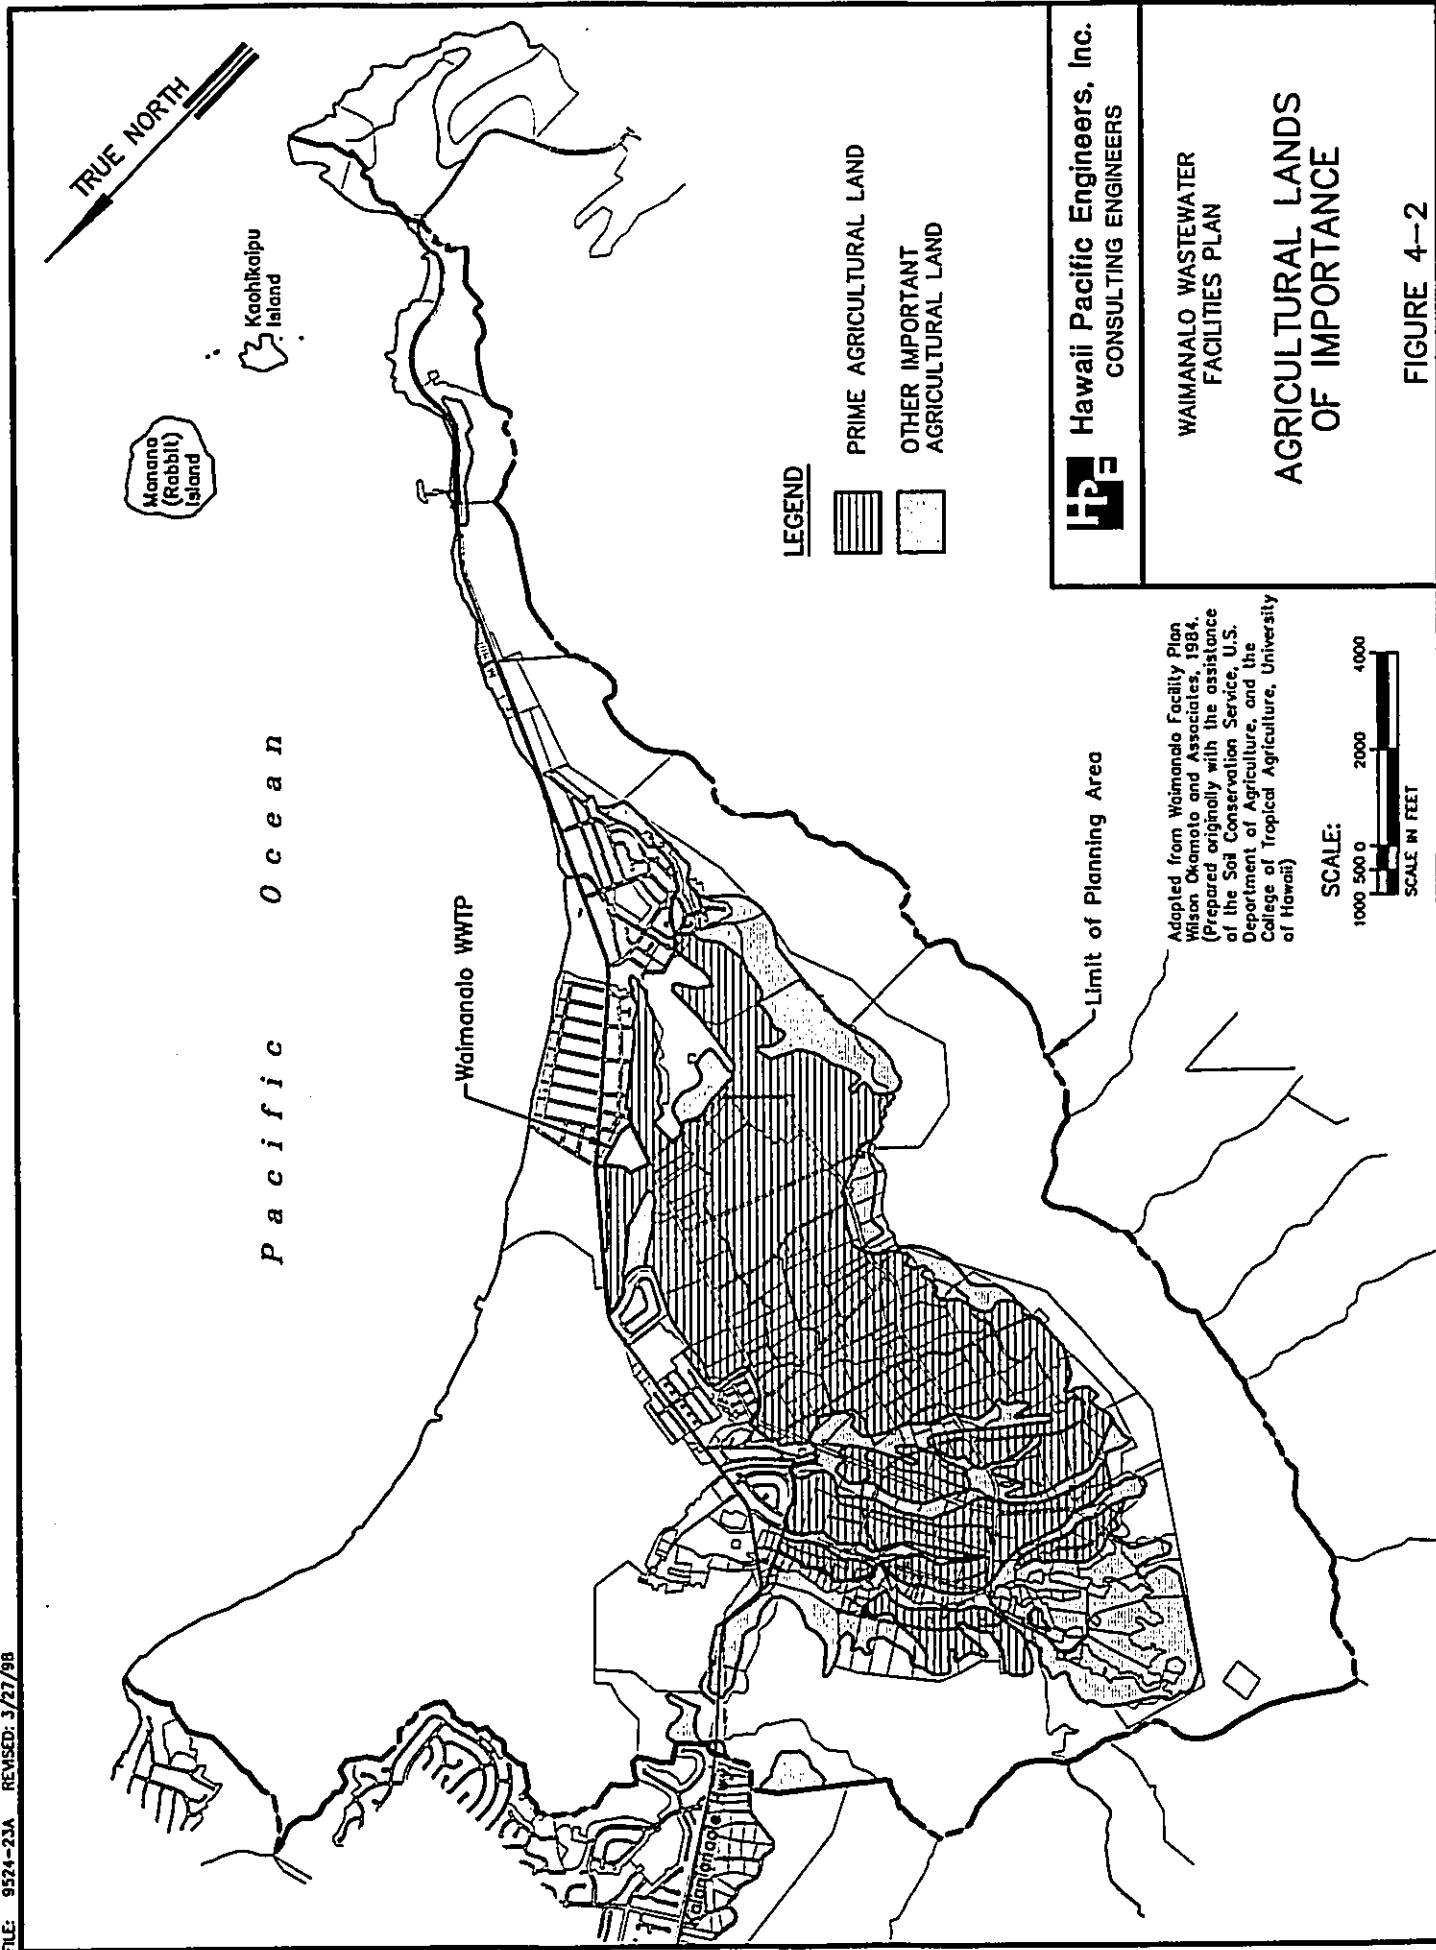 FILE: 9524-23A REVISED: 3/27/98
TRUE NORTH
Manana
(Rabbit)
Island
Kaohikaipu
Island
Pacific Ocean
Waimanalo WWTP
Limit of Planning Area
LEGEND
PRIME AGRICULTURAL LAND
OTHER IMPORTANT
AGRICULTURAL LAND
Adapted from Waimanalo Facility Plan
Wilson Okamoto and Associates, 1984.
(Prepared originally with the assistance
of the Soil Conservation Service, U.S.
Department of Agriculture, and the
College of Tropical Agriculture, University
of Hawaii)
SCALE:
1000 500 0 2000 4000
SCALE IN FEET
HPE
Hawaii Pacific Engineers, Inc.
CONSULTING ENGINEERS
WAIMANALO WASTEWATER
FACILITIES PLAN
AGRICULTURAL LANDS
OF IMPORTANCE
FIGURE 4-2